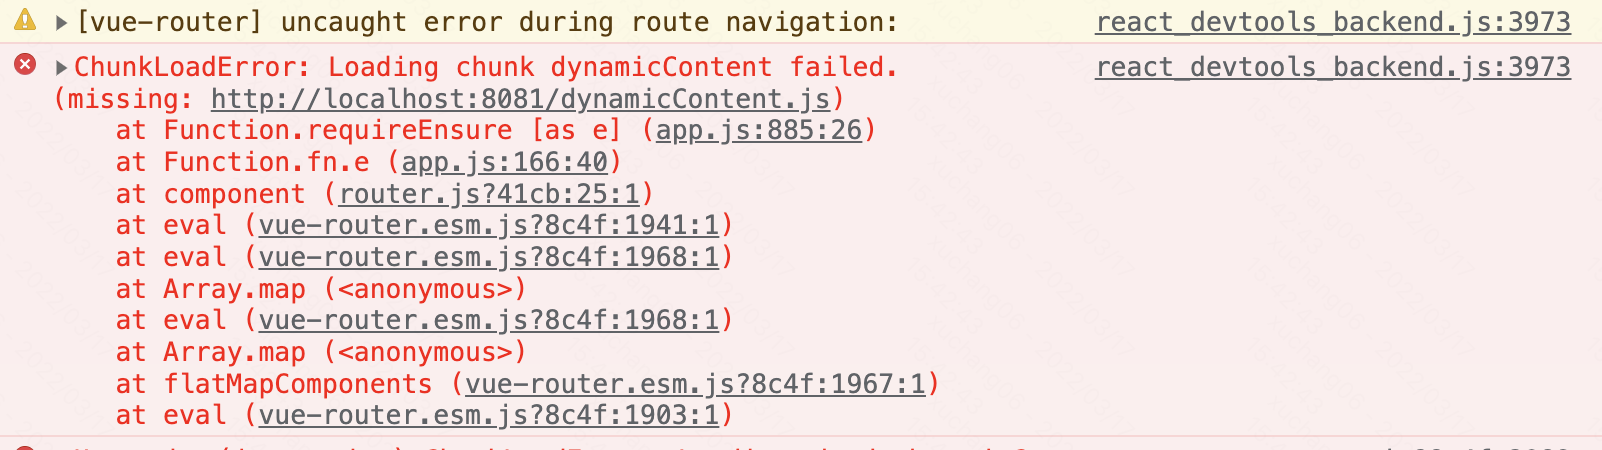 [vue-router] uncaught error during route navigation: react_devtools_backend.js:3973
ChunkLoadError: Loading chunk dynamicContent failed. react_devtools_backend.js:3973
(missing: http://localhost:8081/dynamicContent.js)
at Function.requireEnsure [as e] (app.js:885:26)
at Function.fn.e (app.js:166:40)
at component (router.js?41cb:25:1)
at eval (vue-router.esm.js?8c4f:1941:1)
at eval (vue-router.esm.js?8c4f:1968:1)
at Array.map (<anonymous>)
at eval (vue-router.esm.js?8c4f:1968:1)
at Array.map (<anonymous>)
at flatMapComponents (vue-router.esm.js?8c4f:1967:1)
at eval (vue-router.esm.js?8c4f:1903:1)